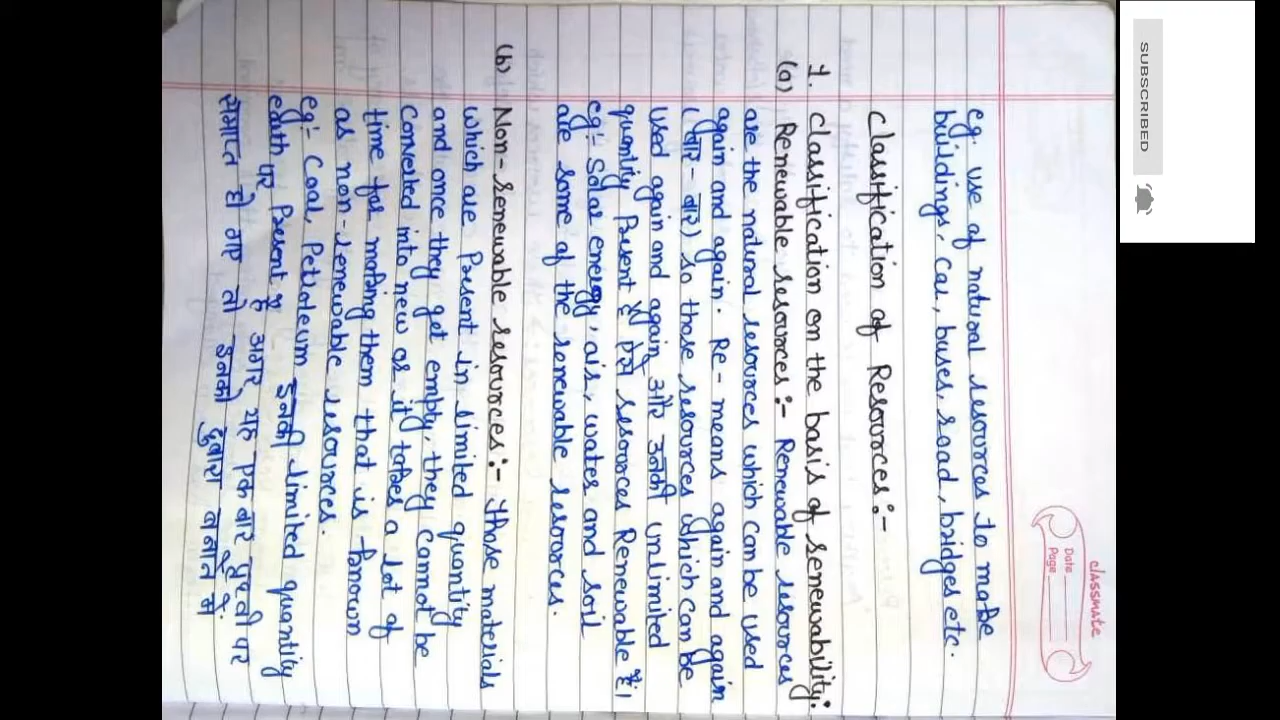 classmate
Date
Page
eg: use of natural resources to make
buildings, car, buses, road, bridges etc.
Classification of Resources:-
1. Classification on the basis of renewability:
(a) Renewable resources:- Renewable resources
are the natural resources which can be used
again and again. Re- means again and again
(बार-बार) so those resources which can be
used again and again और उनकी unlimited
quantity Present है ऐसे resources Renewable हैं।
eg:- Solar energy, air, water and soil
are some of the renewable resources.
(b) Non-renewable resources:- Those materials
which are Present in limited quantity
and once they get empty, they cannot be
converted into new as it takes a lot of
time for making them that is known
as non-renewable resources.
eg:- Coal, Petroleum इनकी limited quantity
earth पर Present है अगर यह एक बार पृथ्वी पर
समाप्त हो गए तो इनको दुबारा बनाने में
SUBSCRIBED